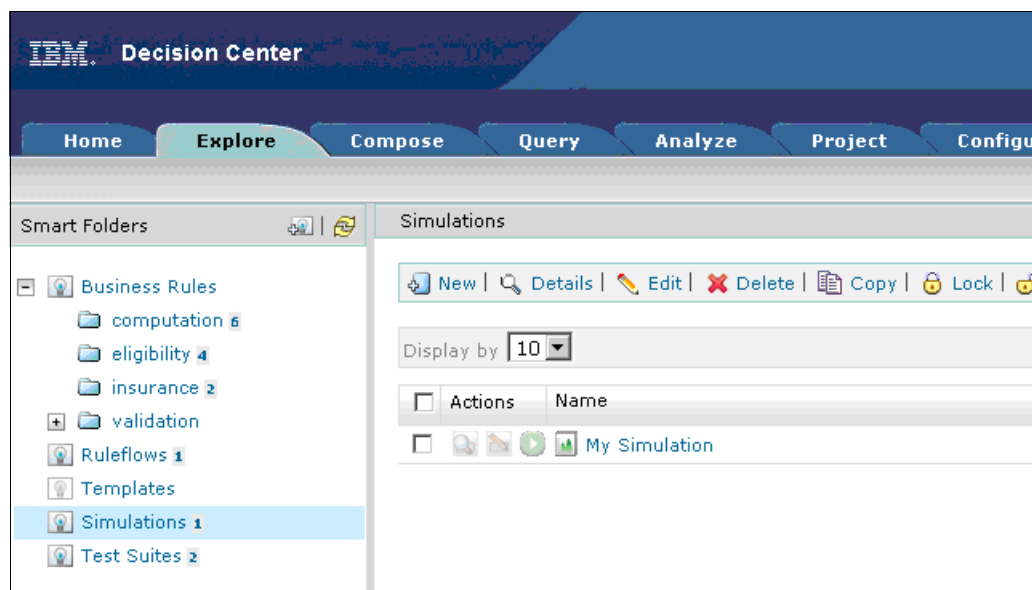 IBM. Decision Center
Home Explore Compose Query Analyze Project Configu
Smart Folders |
Simulations
Business Rules
computation 6
eligibility 4
insurance 2
validation
Ruleflows 1
Templates
Simulations 1
Test Suites 2
New | Details | Edit | Delete | Copy | Lock |
Display by 10
Actions Name
My Simulation